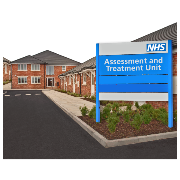 NHS
Assessment and
Treatment Unit